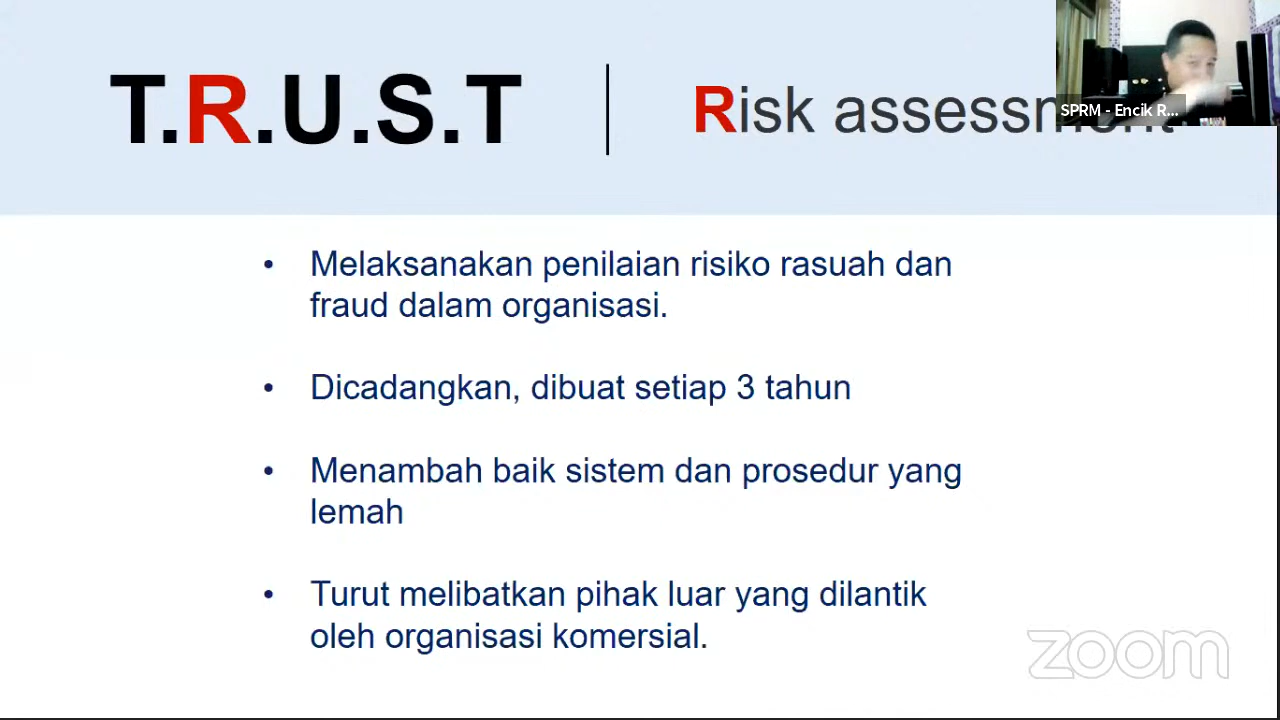 T.R.U.S.T
Risk assessment
SPRM - Encik R...
• Melaksanakan penilaian risiko rasuah dan
fraud dalam organisasi.
• Dicadangkan, dibuat setiap 3 tahun
• Menambah baik sistem dan prosedur yang
lemah
• Turut melibatkan pihak luar yang dilantik
oleh organisasi komersial.
zoom